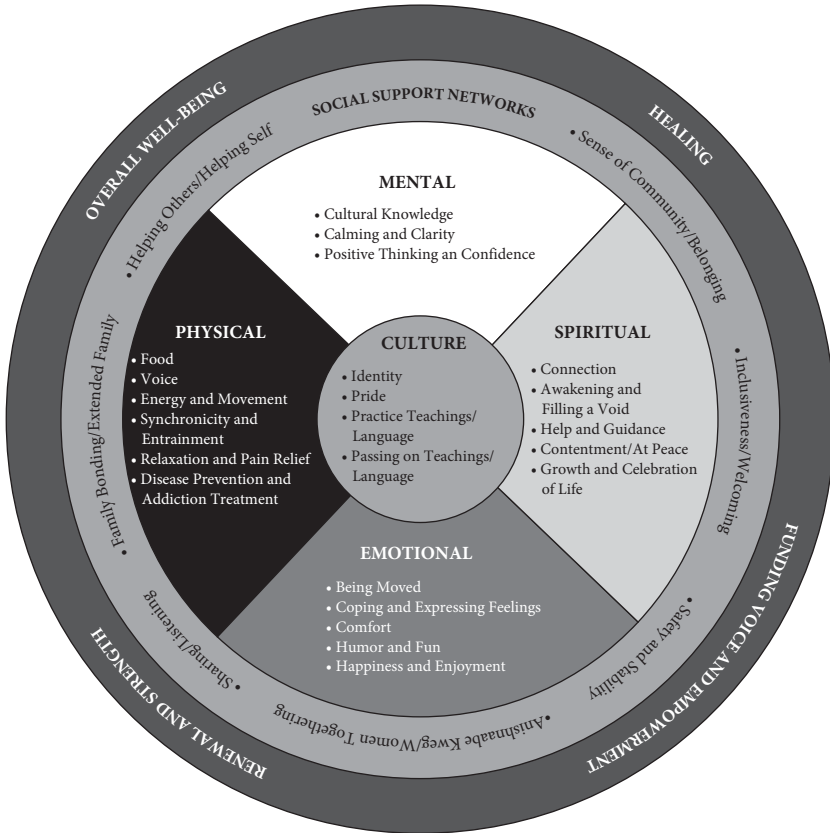 OVERALL WELL-BEING
HEALING
FUNDING VOICE AND EMPOWERMENT
RENEWAL AND STRENGTH
SOCIAL SUPPORT NETWORKS
• Sense of Community/Belonging
• Inclusiveness/Welcoming
• Safety and Stability
• Anishnaabe Kweg/Women Togethering
• Sharing/Listening
• Family Bonding/Extended Family
• Helping Others/Helping Self
MENTAL
• Cultural Knowledge
• Calming and Clarity
• Positive Thinking an Confidence
PHYSICAL
• Food
• Voice
• Energy and Movement
• Synchronicity and
Entrainment
• Relaxation and Pain Relief
• Disease Prevention and
Addiction Treatment
CULTURE
• Identity
• Pride
• Practice Teachings/
Language
• Passing on Teachings/
Language
SPIRITUAL
• Connection
• Awakening and
Filling a Void
• Help and Guidance
• Contentment/At Peace
• Growth and Celebration
of Life
EMOTIONAL
• Being Moved
• Coping and Expressing Feelings
• Comfort
• Humor and Fun
• Happiness and Enjoyment